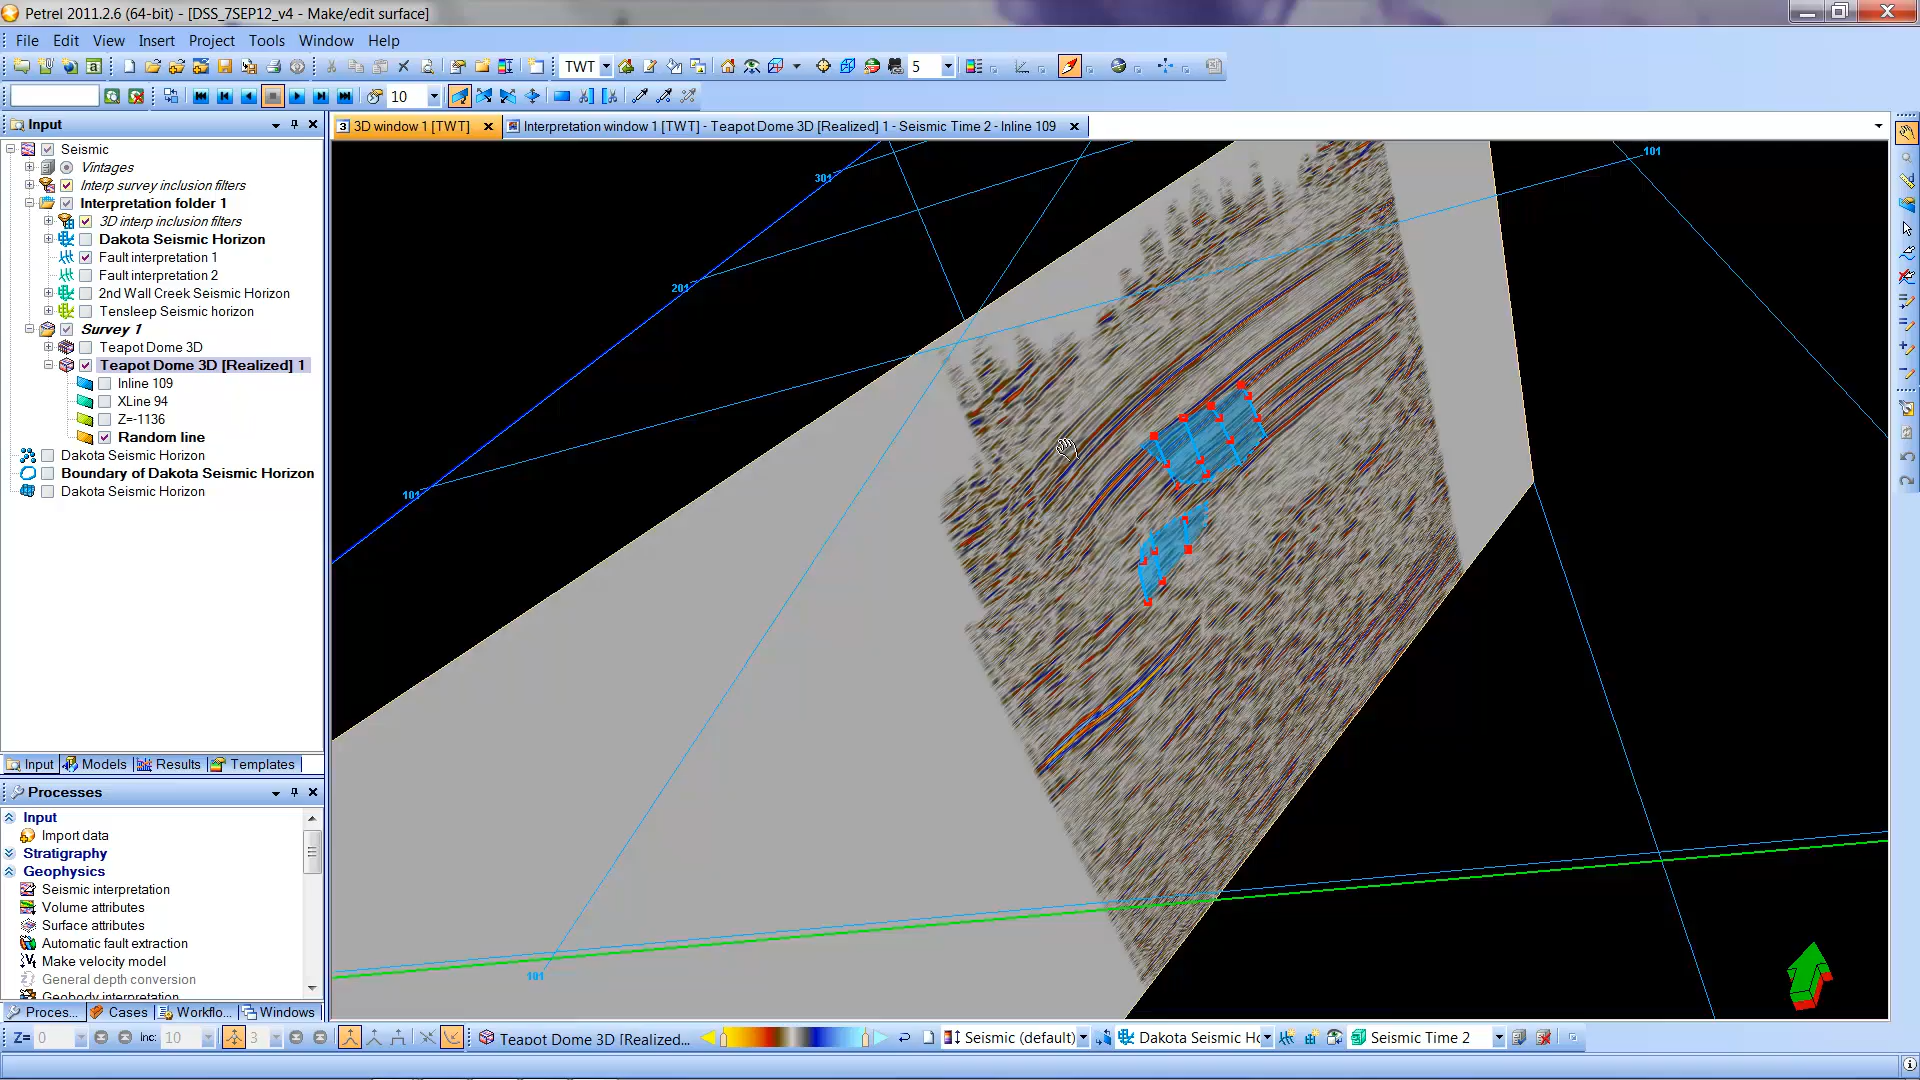 Petrel 2011.2.6 (64-bit) - [DSS_7SEP12_v4 - Make/edit surface]
File Edit View Insert Project Tools Window Help
TWT 5
10
Input
3D window 1 [TWT]
Interpretation window 1 [TWT] - Teapot Dome 3D [Realized] 1 - Seismic Time 2 - Inline 109
Seismic
Vintages
Interp survey inclusion filters
Interpretation folder 1
3D interp inclusion filters
Dakota Seismic Horizon
Fault interpretation 1
Fault interpretation 2
2nd Wall Creek Seismic Horizon
Tensleep Seismic horizon
Survey 1
Teapot Dome 3D
Teapot Dome 3D [Realized] 1
Inline 109
XLine 94
Z=-1136
Random line
Dakota Seismic Horizon
Boundary of Dakota Seismic Horizon
Dakota Seismic Horizon
301
101
201
101
101
Input Models Results Templates
Processes
Input
Import data
Stratigraphy
Geophysics
Seismic interpretation
Volume attributes
Surface attributes
Automatic fault extraction
Make velocity model
General depth conversion
Geobody interpretation
Proces... Cases Workflo... Windows
Z= 0 Inc: 10 3 Teapot Dome 3D [Realized... Seismic (default) Dakota Seismic Hc Seismic Time 2